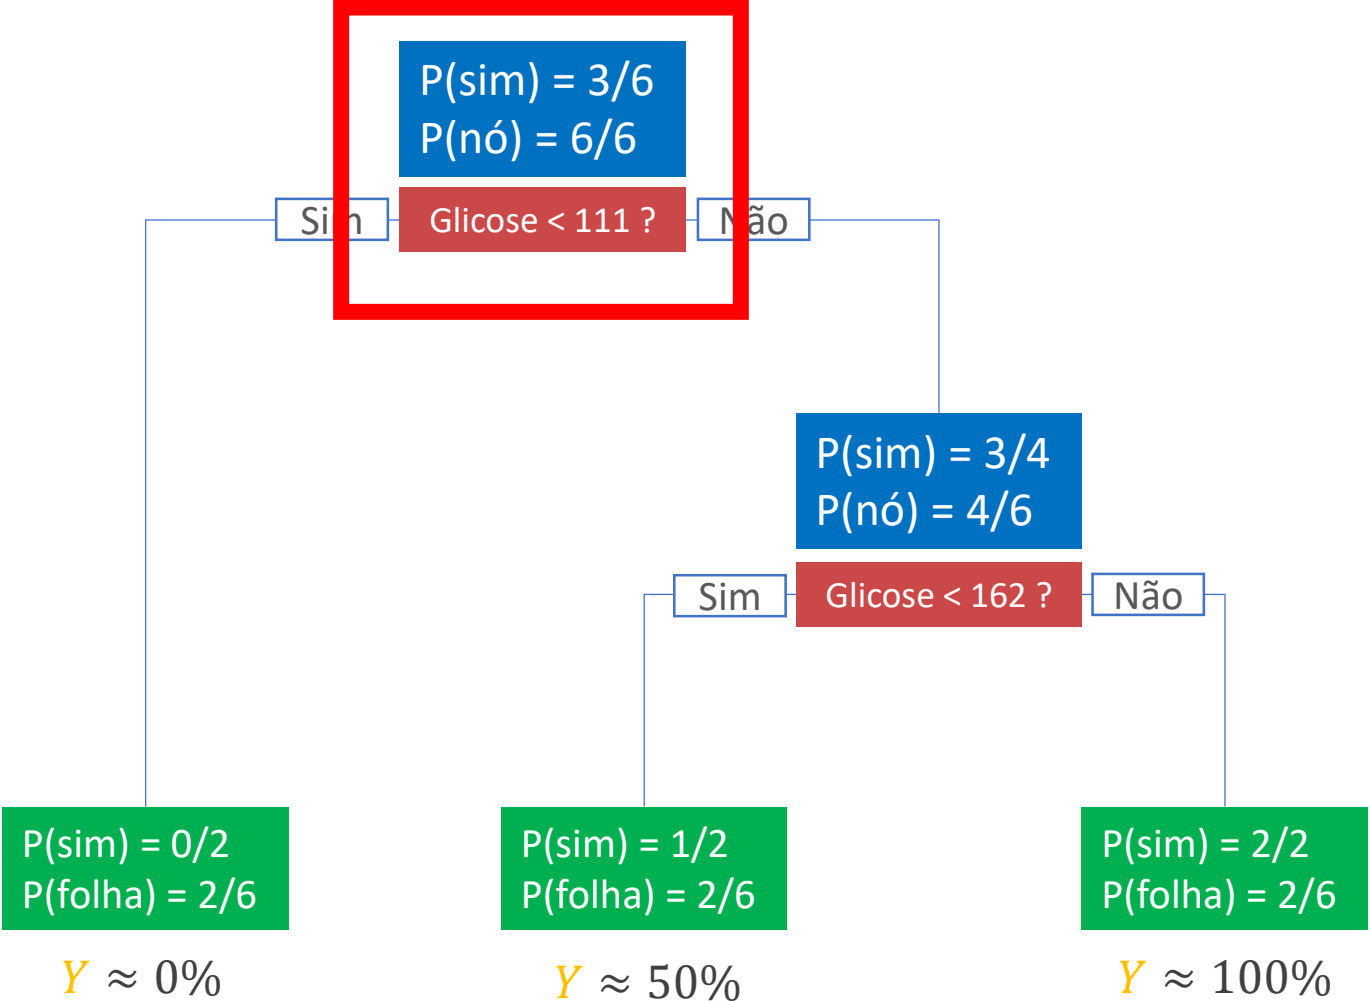 P(sim) = 3/6
P(nó) = 6/6
Sim
Glicose < 111 ?
Não
P(sim) = 3/4
P(nó) = 4/6
Sim
Glicose < 162 ?
Não
P(sim) = 0/2
P(folha) = 2/6
P(sim) = 1/2
P(folha) = 2/6
P(sim) = 2/2
P(folha) = 2/6
Y ≈ 0%
Y ≈ 50%
Y ≈ 100%